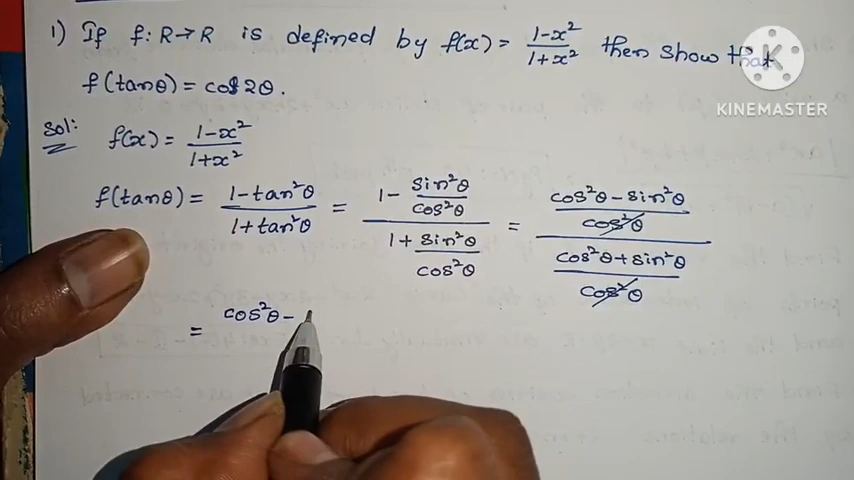 1) If f: R→R is defined by f(x) = (1-x²)/(1+x²) then show that
f(tanθ) = cos2θ.
Sol: f(x) = (1-x²)/(1+x²)
f(tanθ) = (1-tan²θ)/(1+tan²θ) = (1 - sin²θ/cos²θ)/(1 + sin²θ/cos²θ) = ((cos²θ - sin²θ)/cos²θ)/((cos²θ + sin²θ)/cos²θ)
= cos²θ -
K
KINEMASTER